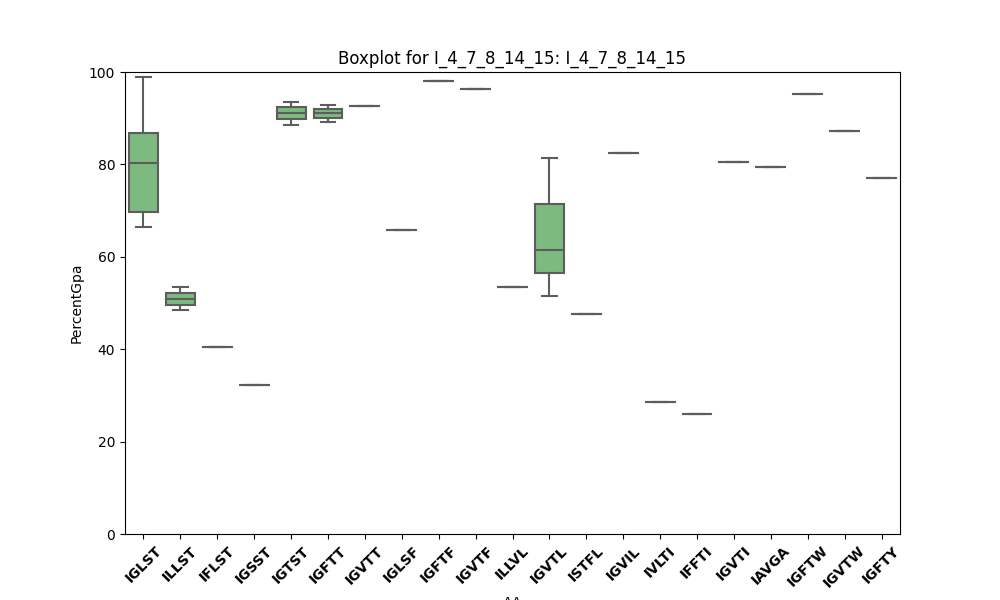 Boxplot for I_4_7_8_14_15: I_4_7_8_14_15
PercentGpa
100
80
60
40
20
0
IGLST
ILLST
IFLST
IGSST
IGTST
IGFTT
IGVTT
IGLSF
IGFTF
IGVTF
ILLVL
IGVTL
ISTFL
IGVIL
IVLTI
IFFTI
IGVTI
IAVGA
IGFTW
IGVTW
IGFTY
AA